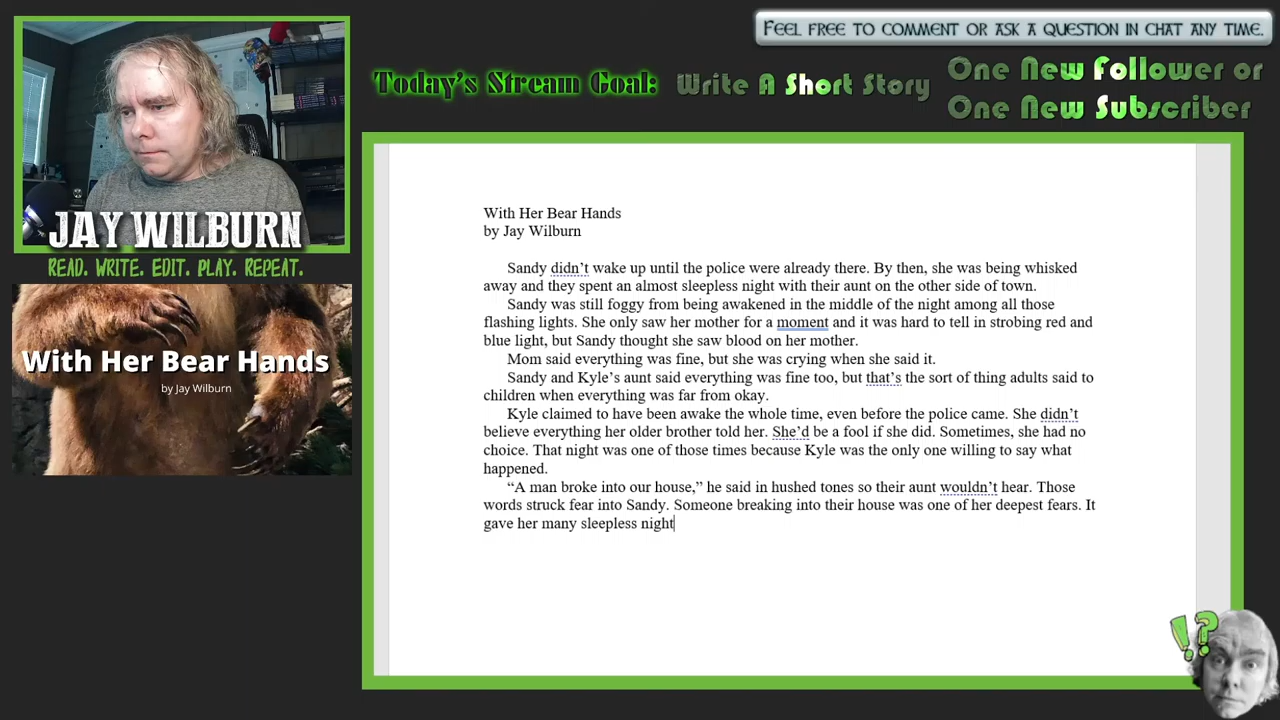 FEEL FREE TO COMMENT OR ASK A QUESTION IN CHAT ANY TIME.
Today's Stream Goal:
Write A Short Story
One New Follower or
One New Subscriber
JAY WILBURN
READ. WRITE. EDIT. PLAY. REPEAT.
With Her Bear Hands
by Jay Wilburn
With Her Bear Hands
by Jay Wilburn
Sandy didn’t wake up until the police were already there. By then, she was being whisked
away and they spent an almost sleepless night with their aunt on the other side of town.
Sandy was still foggy from being awakened in the middle of the night among all those
flashing lights. She only saw her mother for a moment and it was hard to tell in strobing red and
blue light, but Sandy thought she saw blood on her mother.
Mom said everything was fine, but she was crying when she said it.
Sandy and Kyle’s aunt said everything was fine too, but that’s the sort of thing adults said to
children when everything was far from okay.
Kyle claimed to have been awake the whole time, even before the police came. She didn’t
believe everything her older brother told her. She’d be a fool if she did. Sometimes, she had no
choice. That night was one of those times because Kyle was the only one willing to say what
happened.
“A man broke into our house,” he said in hushed tones so their aunt wouldn’t hear. Those
words struck fear into Sandy. Someone breaking into their house was one of her deepest fears. It
gave her many sleepless night
!?